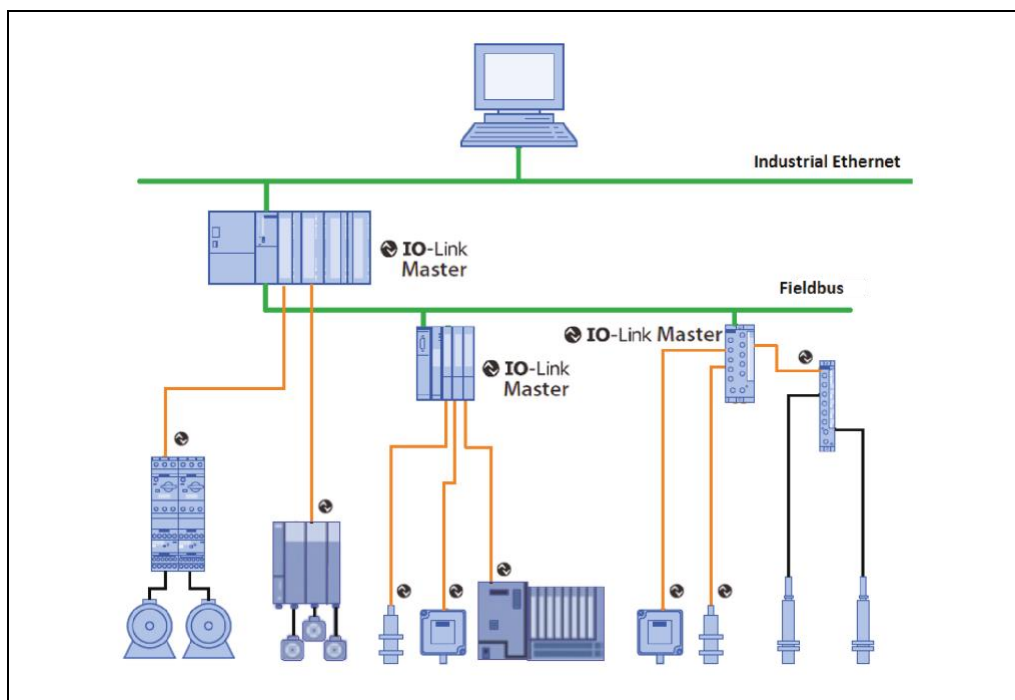 Industrial Ethernet
IO-Link
Master
Fieldbus
IO-Link Master
IO-Link
Master